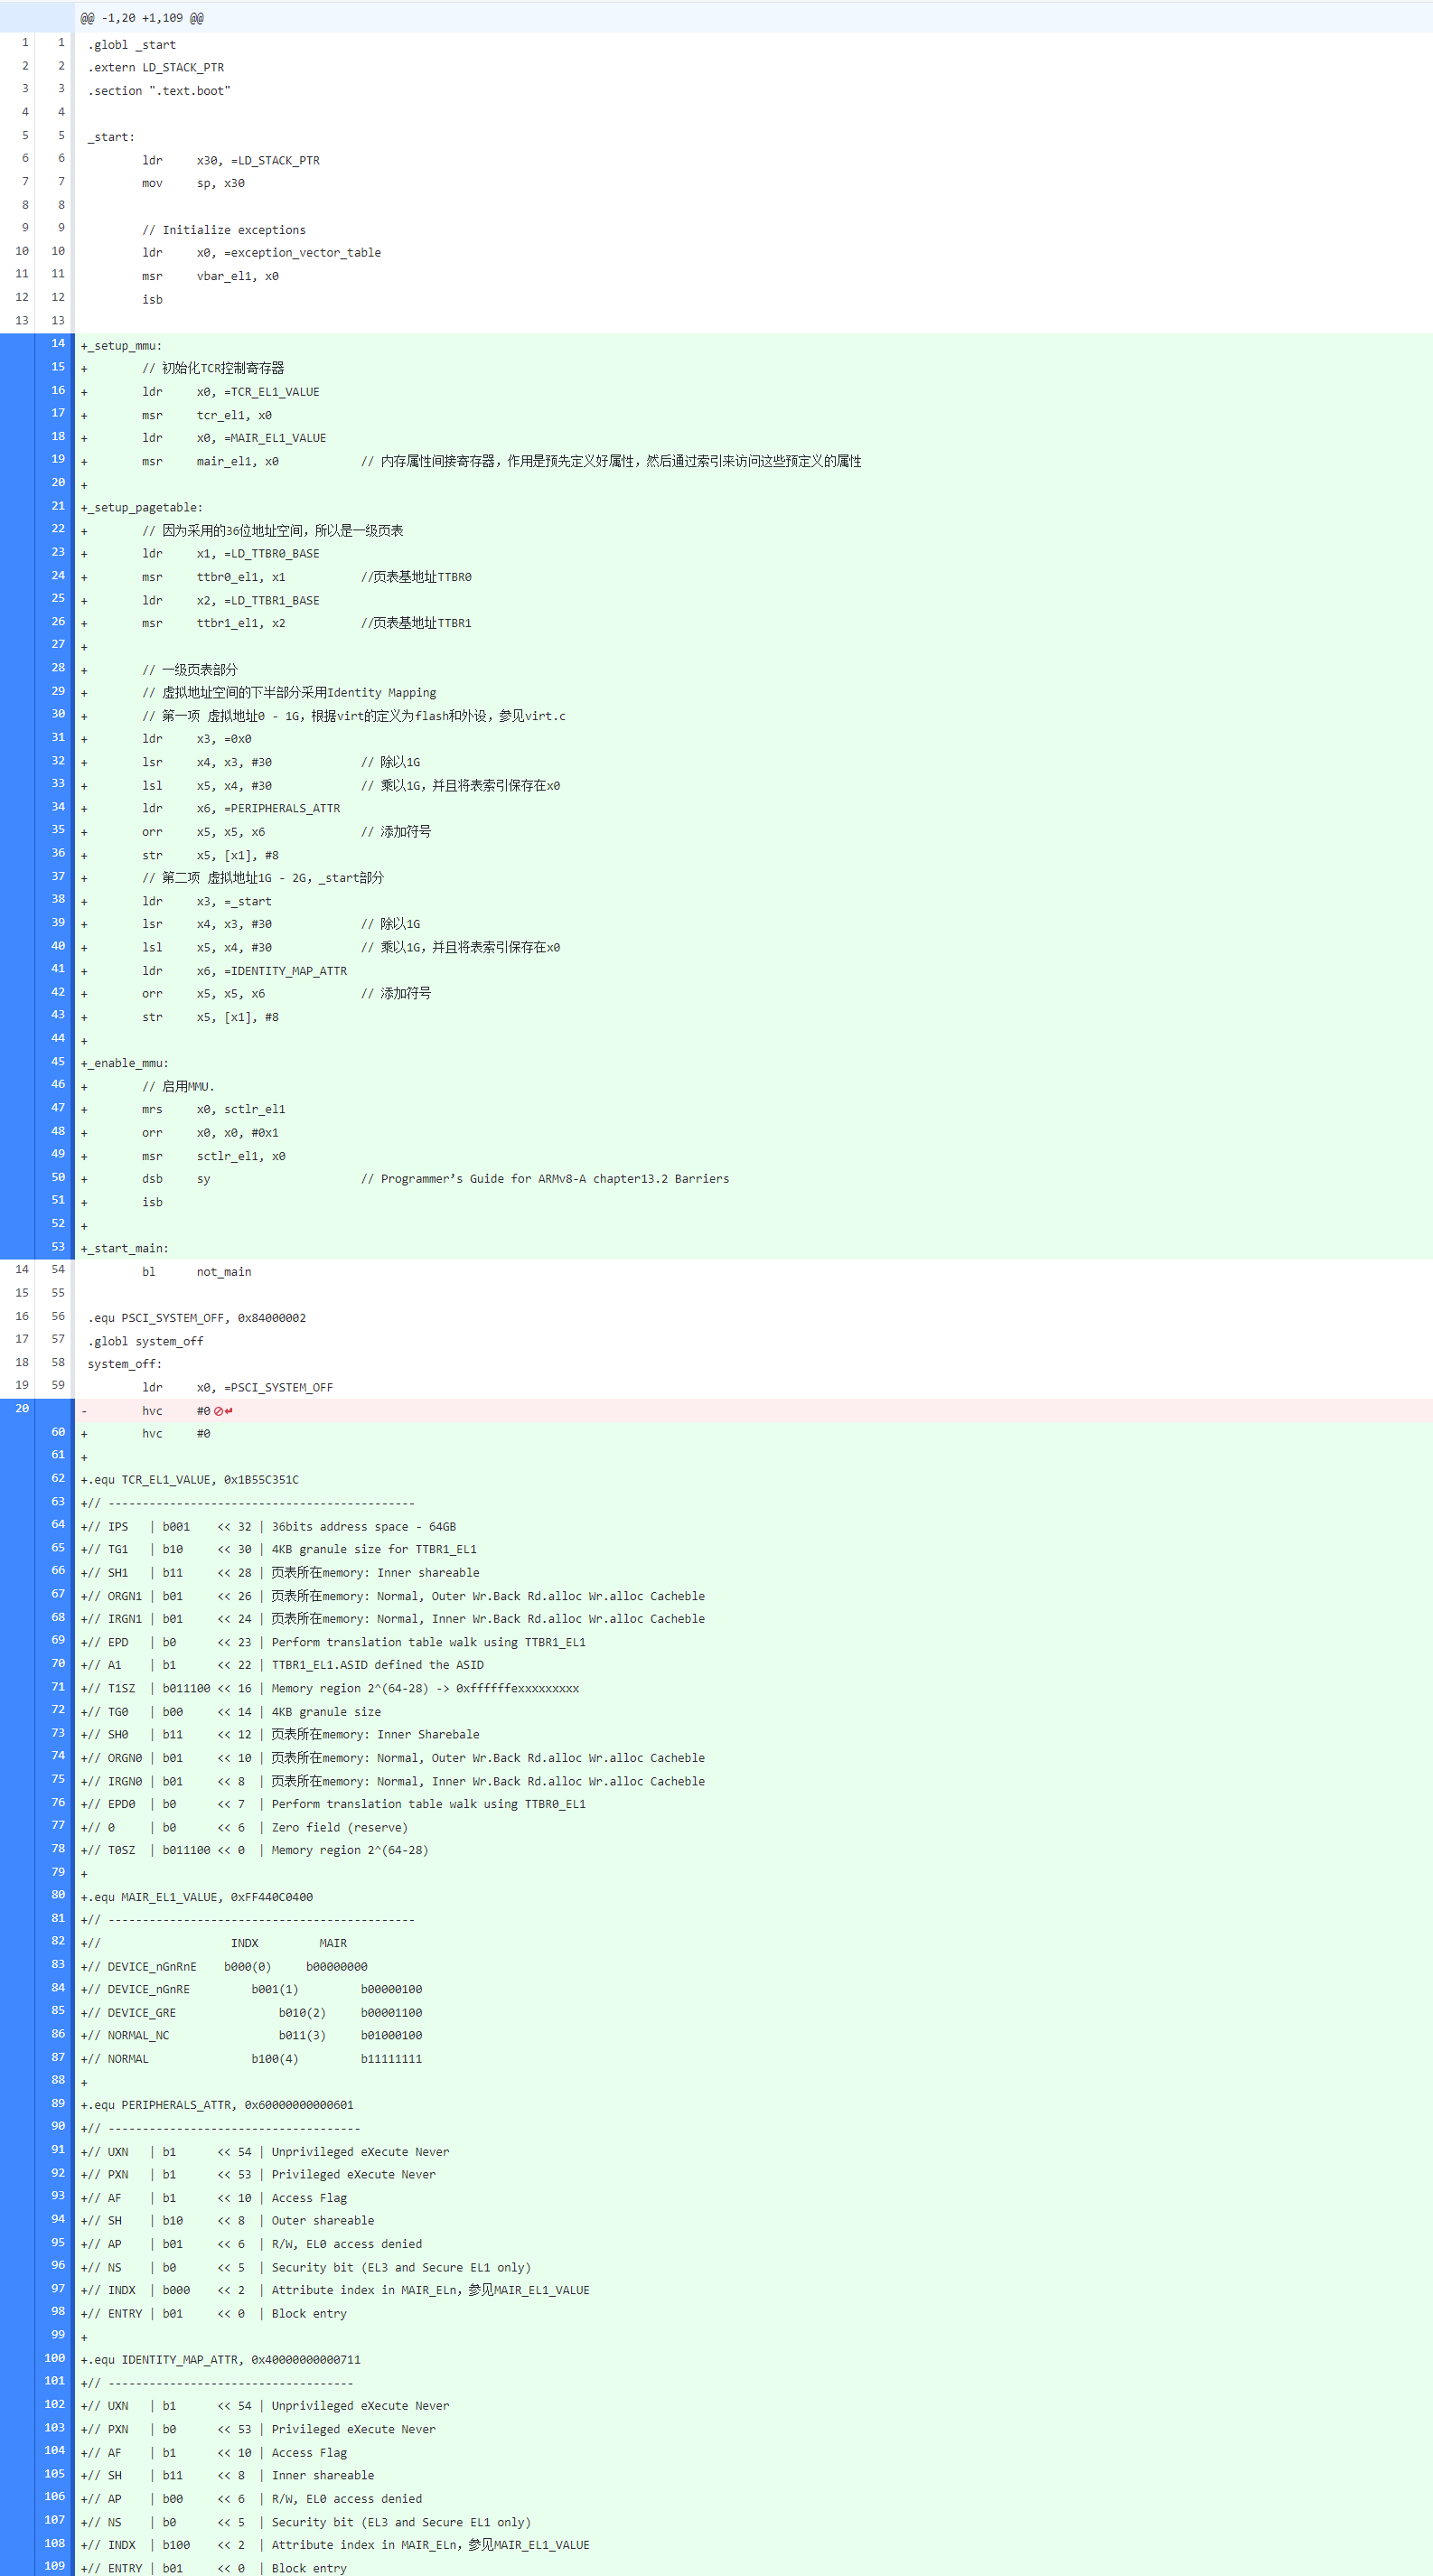 @@ -1,20 +1,109 @@
1 1 .globl _start
2 2 .extern LD_STACK_PTR
3 3 .section ".text.boot"
4 4
5 5 _start:
6 6 ldr x30, =LD_STACK_PTR
7 7 mov sp, x30
8 8
9 9 // Initialize exceptions
10 10 ldr x0, =exception_vector_table
11 11 msr vbar_el1, x0
12 12 isb
13 13
14 +_setup_mmu:
15 + // 初始化TCR控制寄存器
16 + ldr x0, =TCR_EL1_VALUE
17 + msr tcr_el1, x0
18 + ldr x0, =MAIR_EL1_VALUE
19 + msr mair_el1, x0 // 内存属性间接寄存器，作用是预先定义好属性，然后通过索引来访问这些预定义的属性
20 +
21 +_setup_pagetable:
22 + // 因为采用的36位地址空间，所以是一级页表
23 + ldr x1, =LD_TTBR0_BASE
24 + msr ttbr0_el1, x1 //页表基地址TTBR0
25 + ldr x2, =LD_TTBR1_BASE
26 + msr ttbr1_el1, x2 //页表基地址TTBR1
27 +
28 + // 一级页表部分
29 + // 虚拟地址空间的下半部分采用Identity Mapping
30 + // 第一项 虚拟地址0 - 1G，根据virt的定义为flash和外设，参见virt.c
31 + ldr x3, =0x0
32 + lsr x4, x3, #30 // 除以1G
33 + lsl x5, x4, #30 // 乘以1G，并且将表索引保存在x0
34 + ldr x6, =PERIPHERALS_ATTR
35 + orr x5, x5, x6 // 添加符号
36 + str x5, [x1], #8
37 + // 第二项 虚拟地址1G - 2G，_start部分
38 + ldr x3, =_start
39 + lsr x4, x3, #30 // 除以1G
40 + lsl x5, x4, #30 // 乘以1G，并且将表索引保存在x0
41 + ldr x6, =IDENTITY_MAP_ATTR
42 + orr x5, x5, x6 // 添加符号
43 + str x5, [x1], #8
44 +
45 +_enable_mmu:
46 + // 启用MMU.
47 + mrs x0, sctlr_el1
48 + orr x0, x0, #0x1
49 + msr sctlr_el1, x0
50 + dsb sy // Programmer’s Guide for ARMv8-A chapter13.2 Barriers
51 + isb
52 +
53 +_start_main:
14 54 bl not_main
15 55
16 56 .equ PSCI_SYSTEM_OFF, 0x84000002
17 57 .globl system_off
18 58 system_off:
19 59 ldr x0, =PSCI_SYSTEM_OFF
20 - hvc #0
60 + hvc #0
61 +
62 +.equ TCR_EL1_VALUE, 0x1B55C351C
63 +// ---------------------------------------------
64 +// IPS | b001 << 32 | 36bits address space - 64GB
65 +// TG1 | b10 << 30 | 4KB granule size for TTBR1_EL1
66 +// SH1 | b11 << 28 | 页表所在memory: Inner shareable
67 +// ORGN1 | b01 << 26 | 页表所在memory: Normal, Outer Wr.Back Rd.alloc Wr.alloc Cacheble
68 +// IRGN1 | b01 << 24 | 页表所在memory: Normal, Inner Wr.Back Rd.alloc Wr.alloc Cacheble
69 +// EPD | b0 << 23 | Perform translation table walk using TTBR1_EL1
70 +// A1 | b1 << 22 | TTBR1_EL1.ASID defined the ASID
71 +// T1SZ | b011100 << 16 | Memory region 2^(64-28) -> 0xffffffexxxxxxxxx
72 +// TG0 | b00 << 14 | 4KB granule size
73 +// SH0 | b11 << 12 | 页表所在memory: Inner Sharebale
74 +// ORGN0 | b01 << 10 | 页表所在memory: Normal, Outer Wr.Back Rd.alloc Wr.alloc Cacheble
75 +// IRGN0 | b01 << 8 | 页表所在memory: Normal, Inner Wr.Back Rd.alloc Wr.alloc Cacheble
76 +// EPD0 | b0 << 7 | Perform translation table walk using TTBR0_EL1
77 +// 0 | b0 << 6 | Zero field (reserve)
78 +// T0SZ | b011100 << 0 | Memory region 2^(64-28)
79 +
80 +.equ MAIR_EL1_VALUE, 0xFF440C0400
81 +// ---------------------------------------------
82 +// INDX MAIR
83 +// DEVICE_nGnRnE b000(0) b00000000
84 +// DEVICE_nGnRE b001(1) b00000100
85 +// DEVICE_GRE b010(2) b00001100
86 +// NORMAL_NC b011(3) b01000100
87 +// NORMAL b100(4) b11111111
88 +
89 +.equ PERIPHERALS_ATTR, 0x60000000000601
90 +// -------------------------------------
91 +// UXN | b1 << 54 | Unprivileged eXecute Never
92 +// PXN | b1 << 53 | Privileged eXecute Never
93 +// AF | b1 << 10 | Access Flag
94 +// SH | b10 << 8 | Outer shareable
95 +// AP | b01 << 6 | R/W, EL0 access denied
96 +// NS | b0 << 5 | Security bit (EL3 and Secure EL1 only)
97 +// INDX | b000 << 2 | Attribute index in MAIR_ELn，参见MAIR_EL1_VALUE
98 +// ENTRY | b01 << 0 | Block entry
99 +
100 +.equ IDENTITY_MAP_ATTR, 0x40000000000711
101 +// ------------------------------------
102 +// UXN | b1 << 54 | Unprivileged eXecute Never
103 +// PXN | b0 << 53 | Privileged eXecute Never
104 +// AF | b1 << 10 | Access Flag
105 +// SH | b11 << 8 | Inner shareable
106 +// AP | b00 << 6 | R/W, EL0 access denied
107 +// NS | b0 << 5 | Security bit (EL3 and Secure EL1 only)
108 +// INDX | b100 << 2 | Attribute index in MAIR_ELn，参见MAIR_EL1_VALUE
109 +// ENTRY | b01 << 0 | Block entry